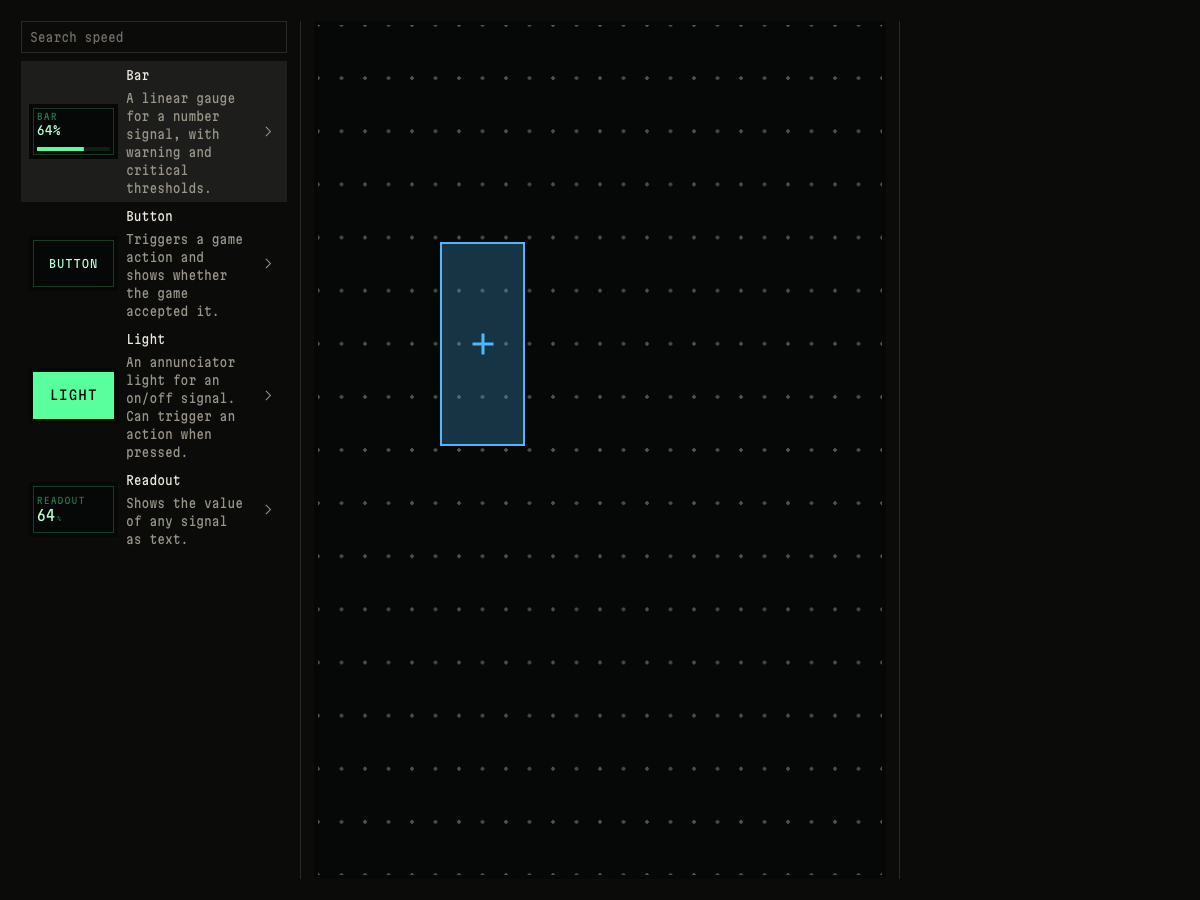 Search speed
Bar
BAR
64%
A linear gauge
for a number
signal, with
warning and
critical
thresholds.
Button
BUTTON
Triggers a game
action and
shows whether
the game
accepted it.
Light
LIGHT
An annunciator
light for an
on/off signal.
Can trigger an
action when
pressed.
Readout
READOUT
64%
Shows the value
of any signal
as text.